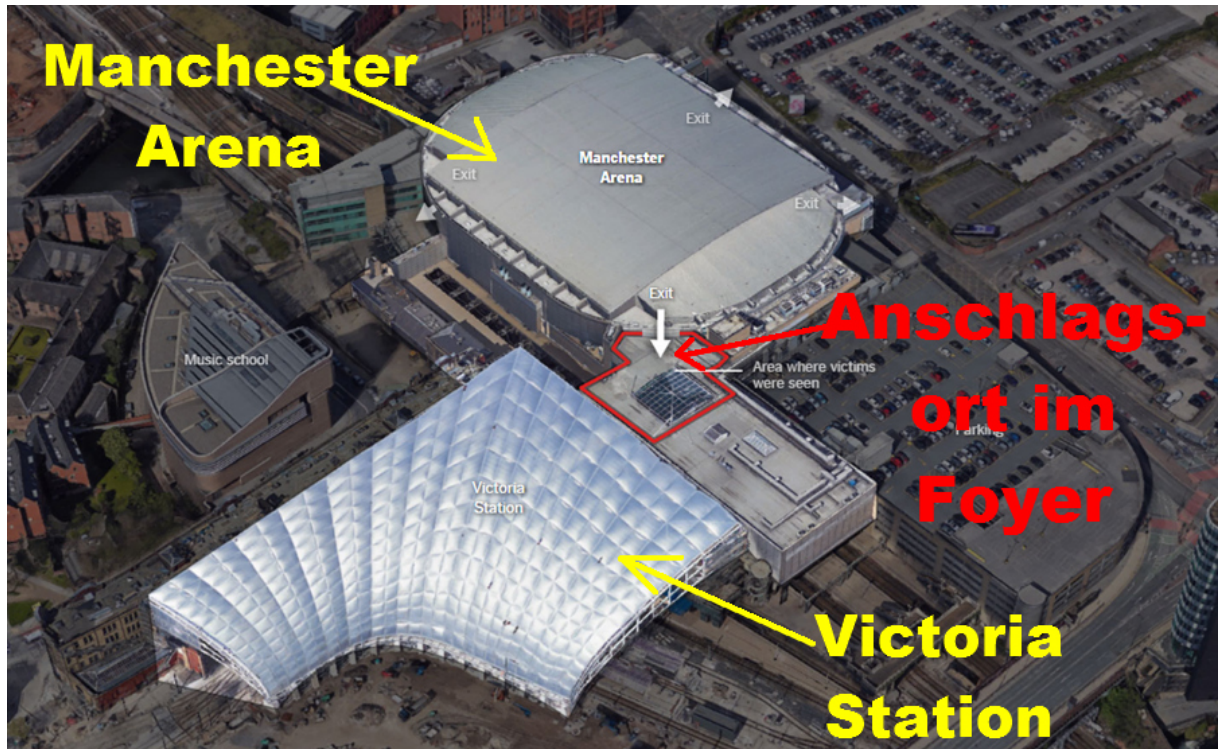 Manchester
Arena
Exit
Exit
Manchester
Arena
Exit
Exit
Music school
Area where victims
were seen
Anschlags-
ort im
Foyer
Parking
Victoria
Station
Victoria
Station